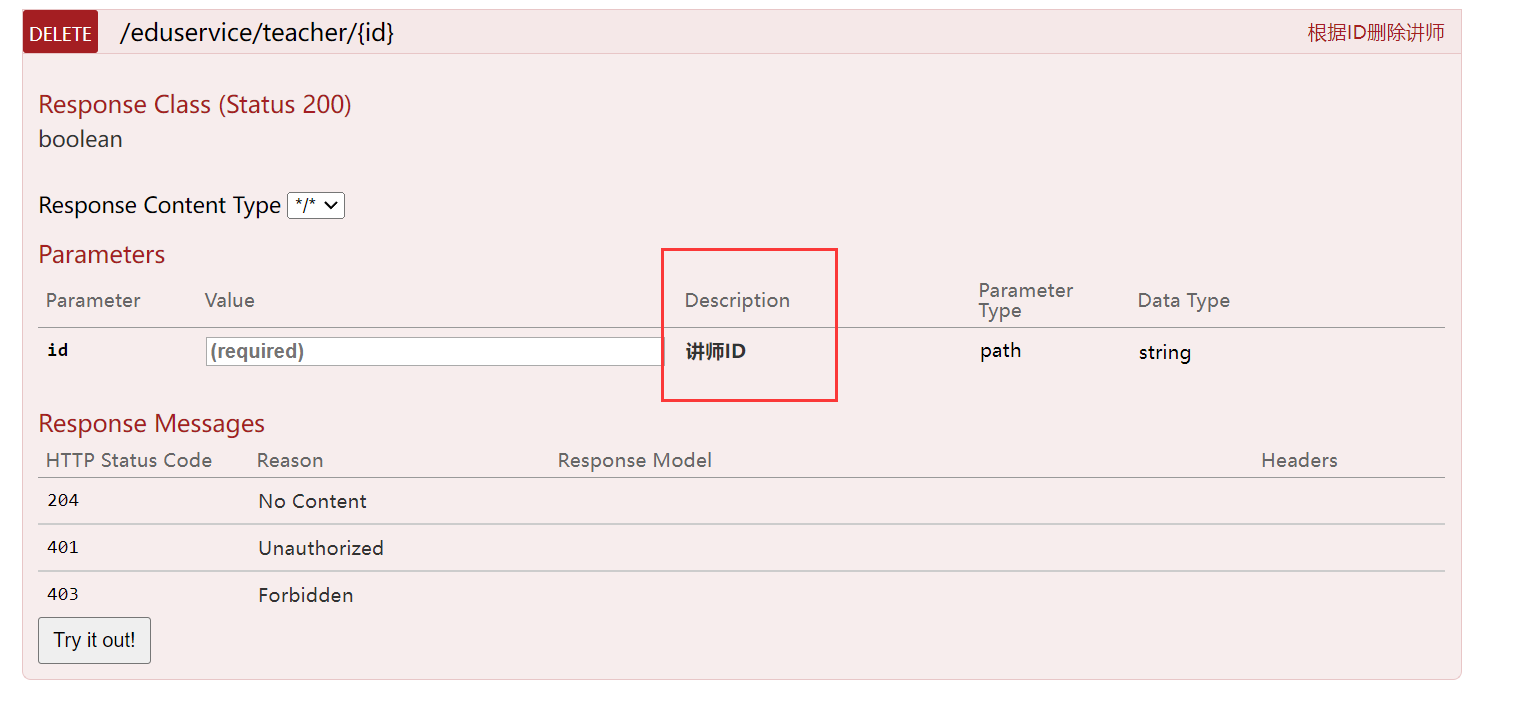 DELETE /eduservice/teacher/{id} 根据ID删除讲师
Response Class (Status 200)
boolean
Response Content Type */*
Parameters
Parameter Value Description Parameter Type Data Type
id (required) 讲师ID path string
Response Messages
HTTP Status Code Reason Response Model Headers
204 No Content
401 Unauthorized
403 Forbidden
Try it out!